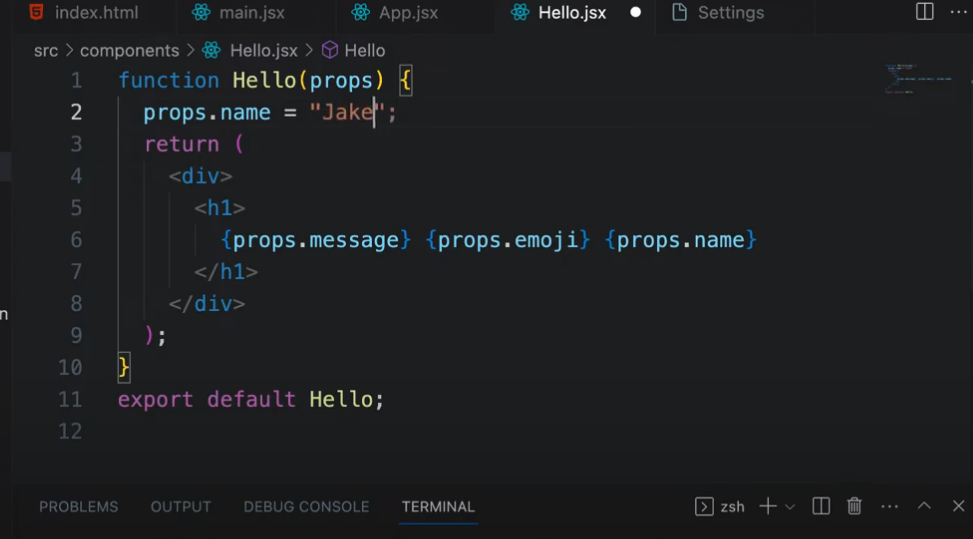 index.html main.jsx App.jsx Hello.jsx Settings ...
src > components > Hello.jsx > Hello
1 function Hello(props) {
2 props.name = "Jake";
3 return (
4 <div>
5 <h1>
6 {props.message} {props.emoji} {props.name}
7 </h1>
8 </div>
9 );
10 }
11 export default Hello;
12
n
PROBLEMS OUTPUT DEBUG CONSOLE TERMINAL zsh